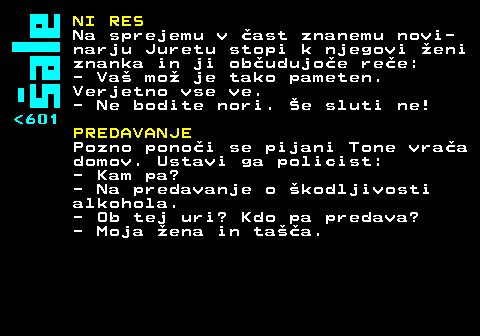 Šale
<601
NI RES
Na sprejemu v čast znanemu novi-
narju Juretu stopi k njegovi ženi
znanka in ji občudujoče reče:
- Vaš mož je tako pameten.
Verjetno vse ve.
- Ne bodite nori. Še sluti ne!
PREDAVANJE
Pozno ponoči se pijani Tone vrača
domov. Ustavi ga policist:
- Kam pa?
- Na predavanje o škodljivosti
alkohola.
- Ob tej uri? Kdo pa predava?
- Moja žena in tašča.